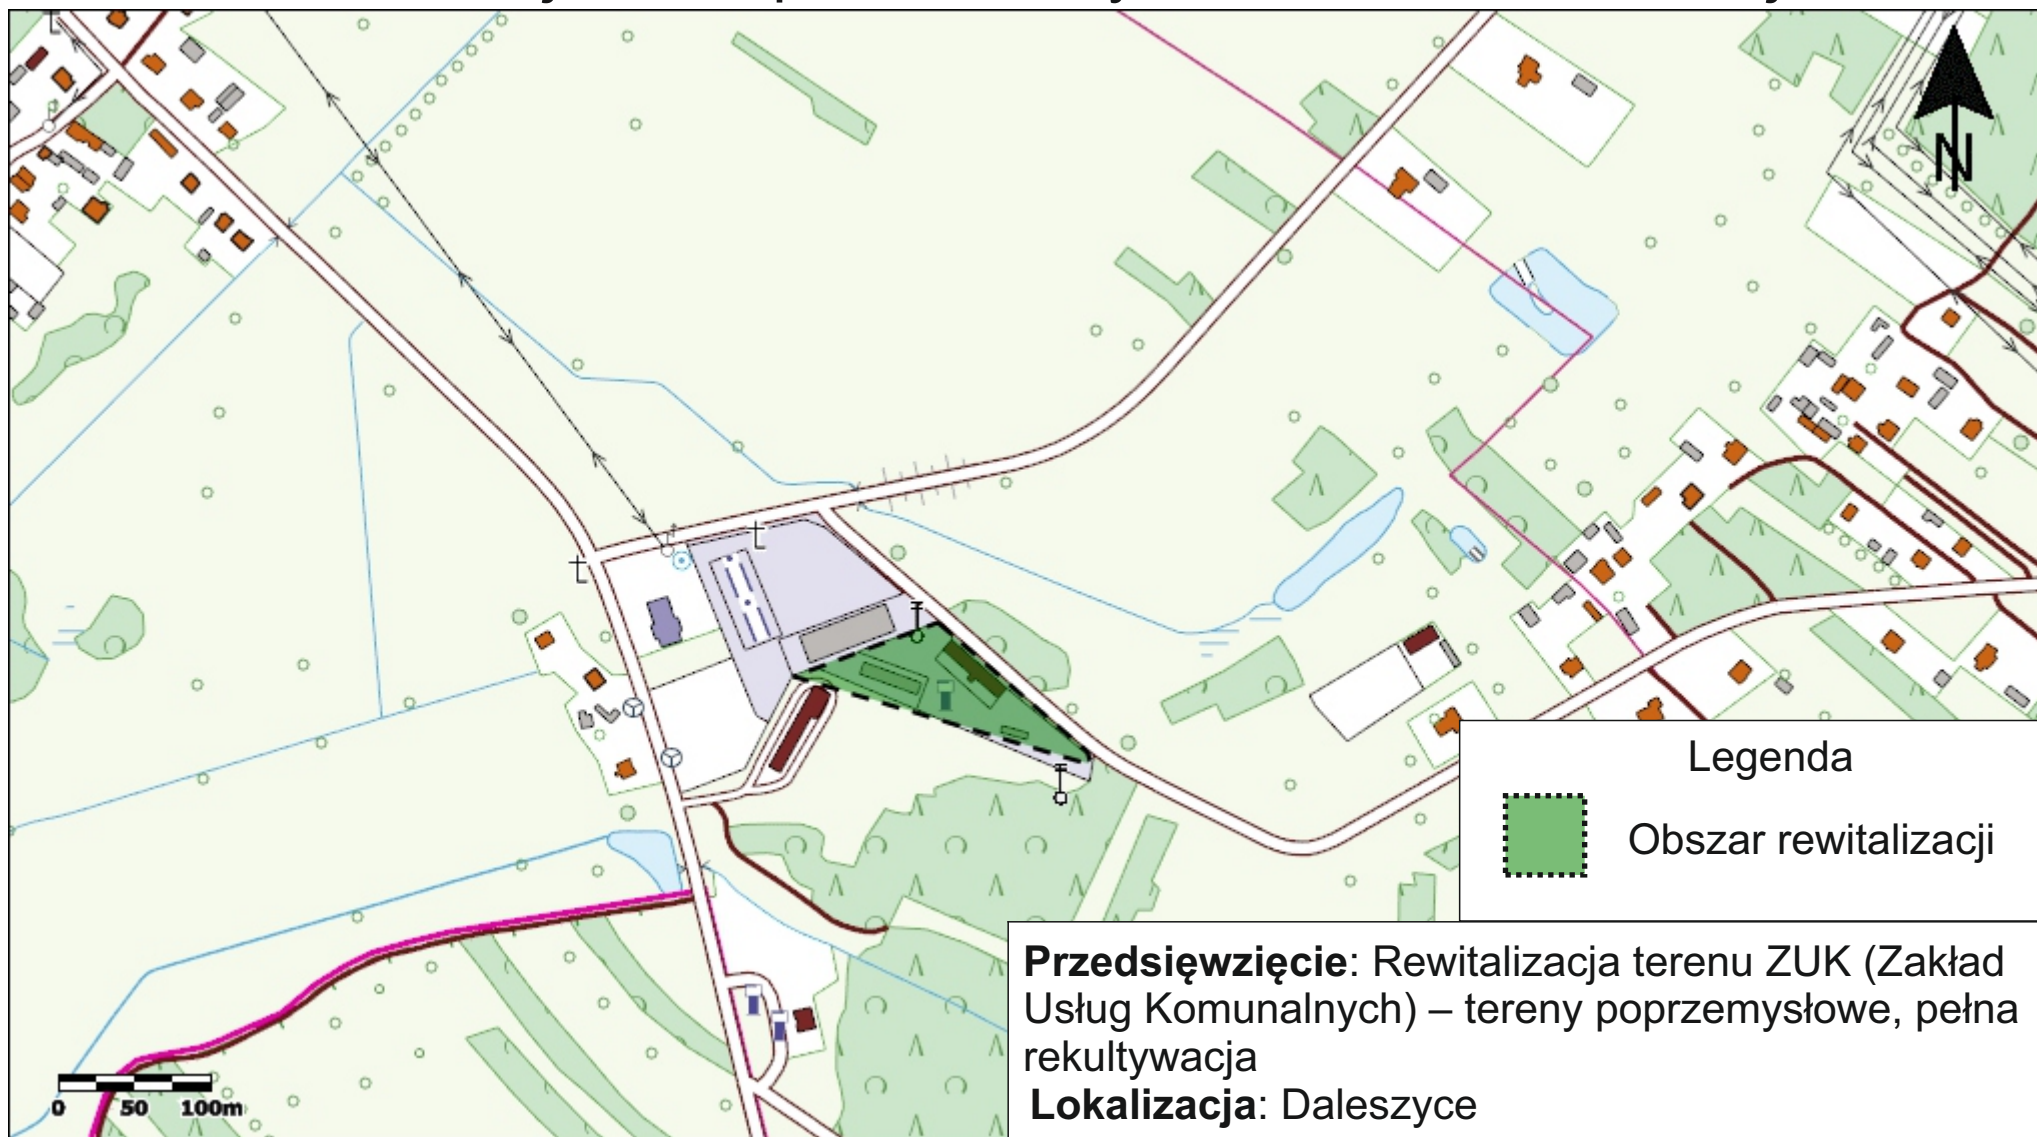 N
Legenda
Obszar rewitalizacji
Przedsięwzięcie: Rewitalizacja terenu ZUK (Zakład
Usług Komunalnych) – tereny poprzemysłowe, pełna
rekultywacja
Lokalizacja: Daleszyce
0 50 100m